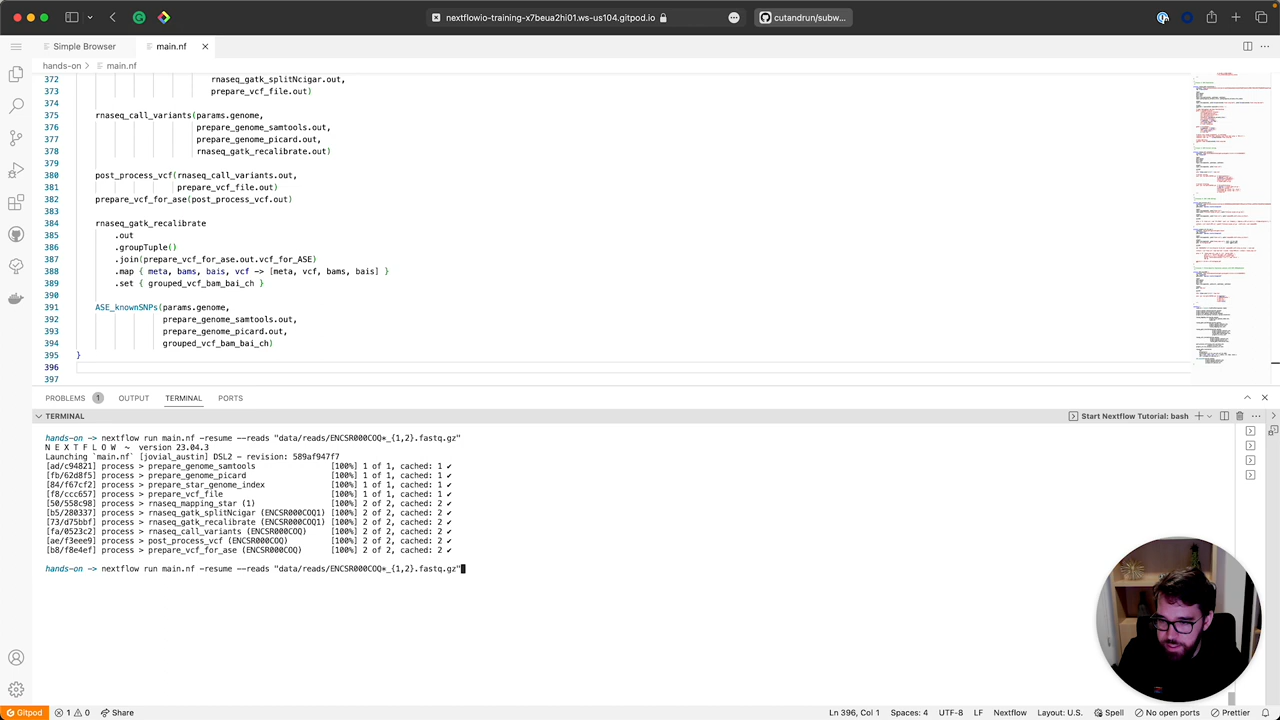 nextflowio-training-x7beua2hi01.ws-us104.gitpod.io
cutandrun/subw...
Simple Browser
main.nf
hands-on > main.nf
372 rnaseq_gatk_splitNcigar.out,
373 prepare_vcf_file.out)
374
375 rnaseq_call_variants(params.genome,
376 prepare_genome_samtools.out,
377 prepare_genome_picard.out,
378 rnaseq_gatk_recalibrate.out)
379
380 post_process_vcf(rnaseq_call_variants.out,
381 prepare_vcf_file.out)
382 prepare_vcf_for_ase(post_process_vcf.out)
383
384 rnaseq_gatk_recalibrate
385 .out
386 .groupTuple()
387 .join(prepare_vcf_for_ase.out.vcf_for_ASE)
388 .map { meta, bams, bais, vcf -> [meta, vcf, bams, bais] }
389 .set { grouped_vcf_bam_bai_ch }
390
391 ASE_knownSNPs(params.genome,
392 prepare_genome_samtools.out,
393 prepare_genome_picard.out,
394 grouped_vcf_bam_bai_ch)
395 }
396
397
PROBLEMS 1 OUTPUT TERMINAL PORTS
TERMINAL
Start Nextflow Tutorial: bash
hands-on -> nextflow run main.nf -resume --reads "data/reads/ENCSR000COQ*_{1,2}.fastq.gz"
N E X T F L O W ~ version 23.04.3
Launching `main.nf` [jovial_austin] DSL2 - revision: 589af947f7
[ad/c94821] process > prepare_genome_samtools [100%] 1 of 1, cached: 1 ✔
[fb/62d8f5] process > prepare_genome_picard [100%] 1 of 1, cached: 1 ✔
[84/f67cf2] process > prepare_star_genome_index [100%] 1 of 1, cached: 1 ✔
[f8/ccc657] process > prepare_vcf_file [100%] 1 of 1, cached: 1 ✔
[50/558c98] process > rnaseq_mapping_star (1) [100%] 2 of 2, cached: 2 ✔
[b5/280337] process > rnaseq_gatk_splitNcigar (ENCSR000COQ1) [100%] 2 of 2, cached: 2 ✔
[73/d75bbf] process > rnaseq_gatk_recalibrate (ENCSR000COQ1) [100%] 2 of 2, cached: 2 ✔
[fa/0523c2] process > rnaseq_call_variants (ENCSR000COQ) [100%] 2 of 2, cached: 2 ✔
[ae/f3eee9] process > post_process_vcf (ENCSR000COQ) [100%] 2 of 2, cached: 2 ✔
[b8/f8e4ef] process > prepare_vcf_for_ase (ENCSR000COQ) [100%] 2 of 2, cached: 2 ✔
hands-on -> nextflow run main.nf -resume --reads "data/reads/ENCSR000COQ*_{1,2}.fastq.gz"
Gitpod 1 0 Share Ln 396, Col 1 Spaces: 4 UTF-8 LF Nextflow Layout: U.S. Spell No open ports Prettier